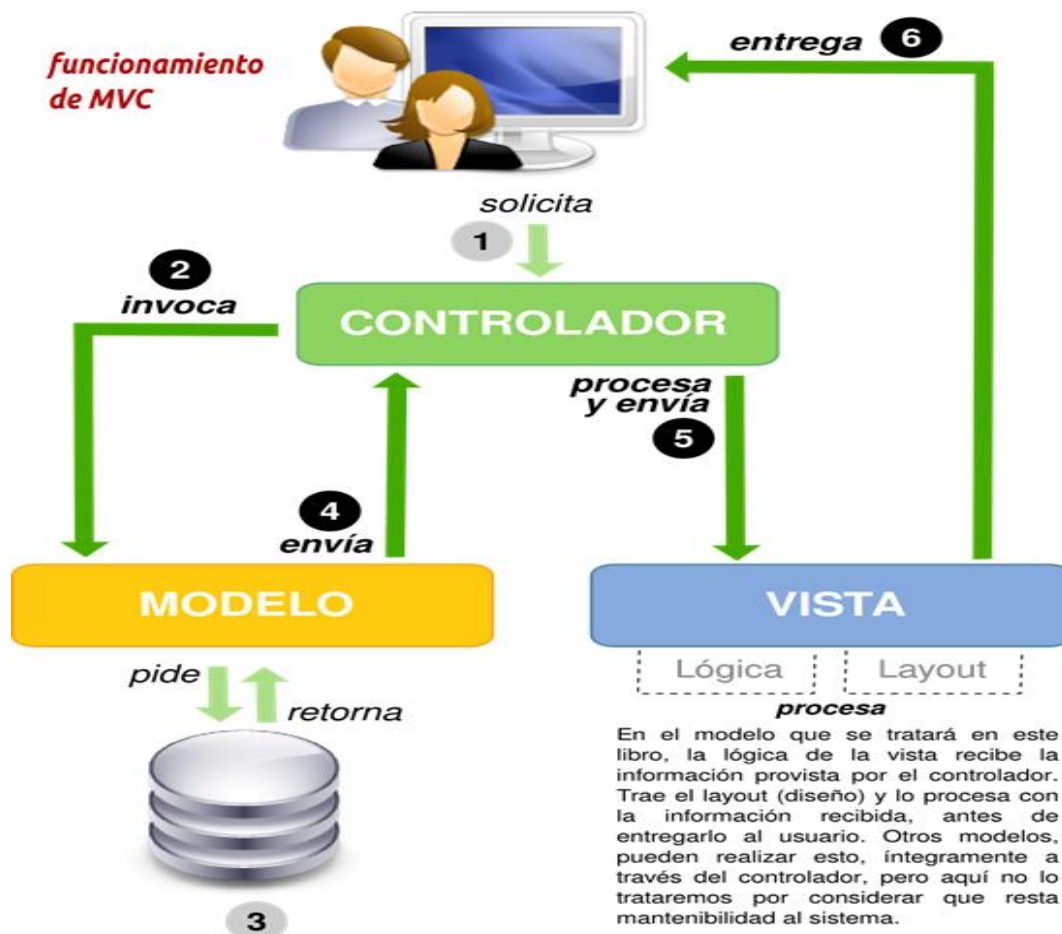 funcionamiento
de MVC
entrega 6
solicita
1
2
invoca
CONTROLADOR
procesa
y envía
5
4
envía
MODELO
VISTA
pide
retorna
Lógica
Layout
procesa
En el modelo que se tratará en este
libro, la lógica de la vista recibe la
información provista por el controlador.
Trae el layout (diseño) y lo procesa con
la información recibida, antes de
entregarlo al usuario. Otros modelos,
pueden realizar esto, íntegramente a
través del controlador, pero aquí no lo
trataremos por considerar que resta
mantenibilidad al sistema.
3